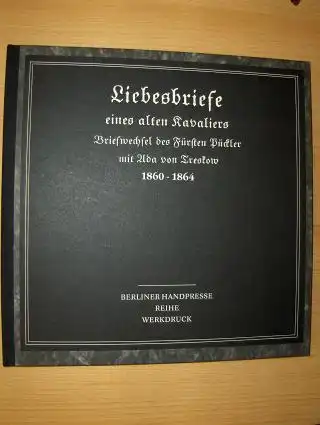 Liebesbriefe
eines alten Kavaliers
Briefwechsel des Fürsten Pückler
mit Ada von Treskow
1860 - 1864
BERLINER HANDPRESSE
REIHE
WERKDRUCK